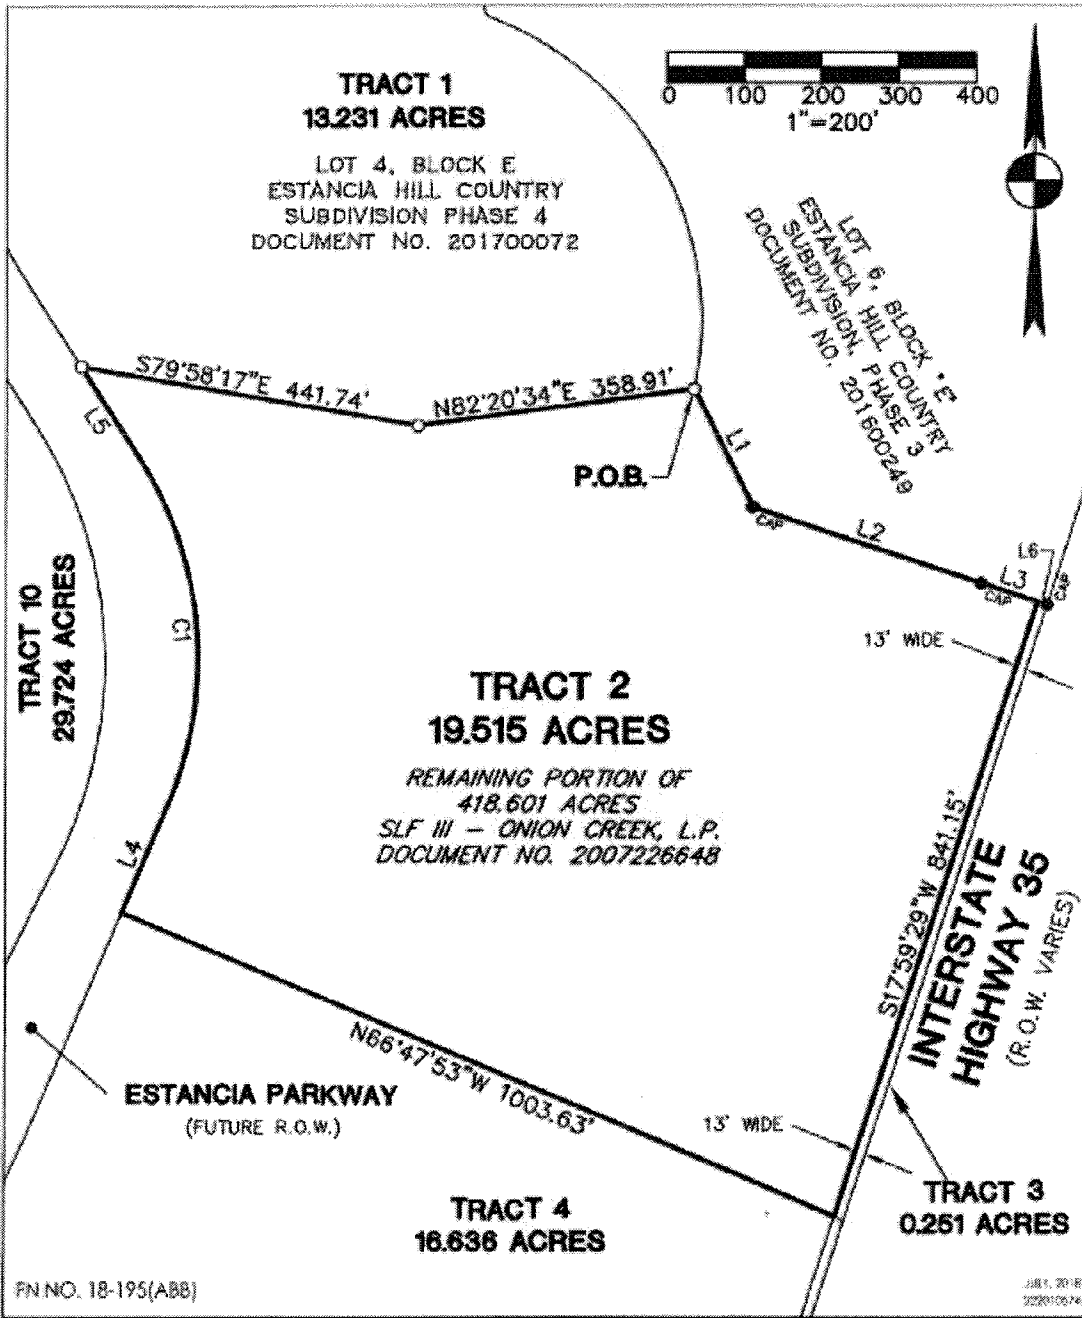 TRACT 1
13.231 ACRES
LOT 4, BLOCK E
ESTANCIA HILL COUNTRY
SUBDIVISION PHASE 4
DOCUMENT NO. 201700072
0 100 200 300 400
1"=200'
LOT 6, BLOCK "E"
ESTANCIA HILL COUNTRY
SUBDIVISION, PHASE 3
DOCUMENT NO. 201600249
S79°58'17"E 441.74'
N82°20'34"E 358.91'
P.O.B.
L1
CAP
L2
L3
CAP
L6
CAP
L5
C1
L4
13' WIDE
TRACT 10
29.724 ACRES
TRACT 2
19.515 ACRES
REMAINING PORTION OF
418.601 ACRES
SLF III – ONION CREEK, L.P.
DOCUMENT NO. 2007226648
S17°59'29"W 841.15'
INTERSTATE
HIGHWAY 35
(R.O.W. VARIES)
N66°47'53"W 1003.63'
ESTANCIA PARKWAY
(FUTURE R.O.W.)
13' WIDE
TRACT 3
0.251 ACRES
TRACT 4
16.636 ACRES
FN NO. 18-195(ABB)